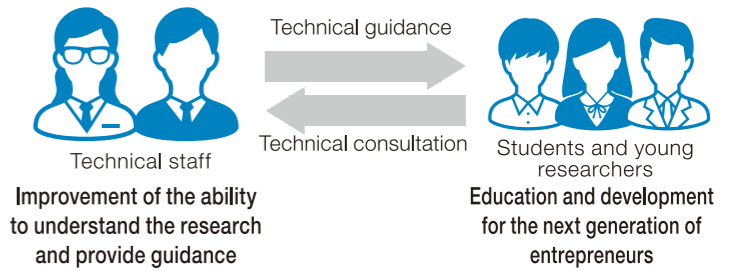 Technical guidance
Technical consultation
Technical staff
Improvement of the ability
to understand the research
and provide guidance
Students and young
researchers
Education and development
for the next generation of
entrepreneurs